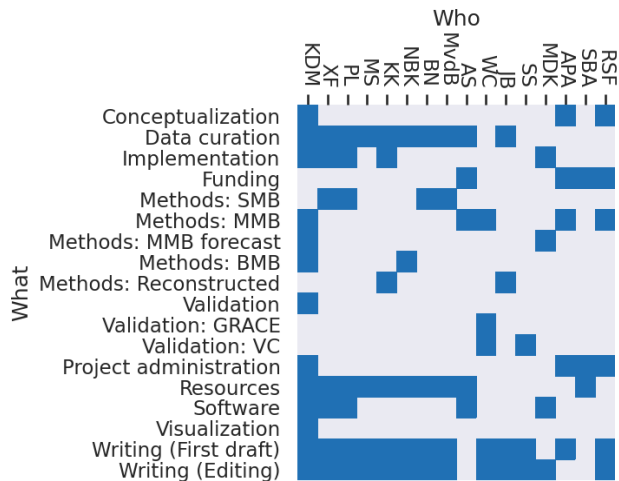 Who
KDM
XF
PL
MS
KK
NBK
BN
MvdB
AS
WC
JB
SS
MDK
APA
SBA
RSF
What
Conceptualization
Data curation
Implementation
Funding
Methods: SMB
Methods: MMB
Methods: MMB forecast
Methods: BMB
Methods: Reconstructed
Validation
Validation: GRACE
Validation: VC
Project administration
Resources
Software
Visualization
Writing (First draft)
Writing (Editing)